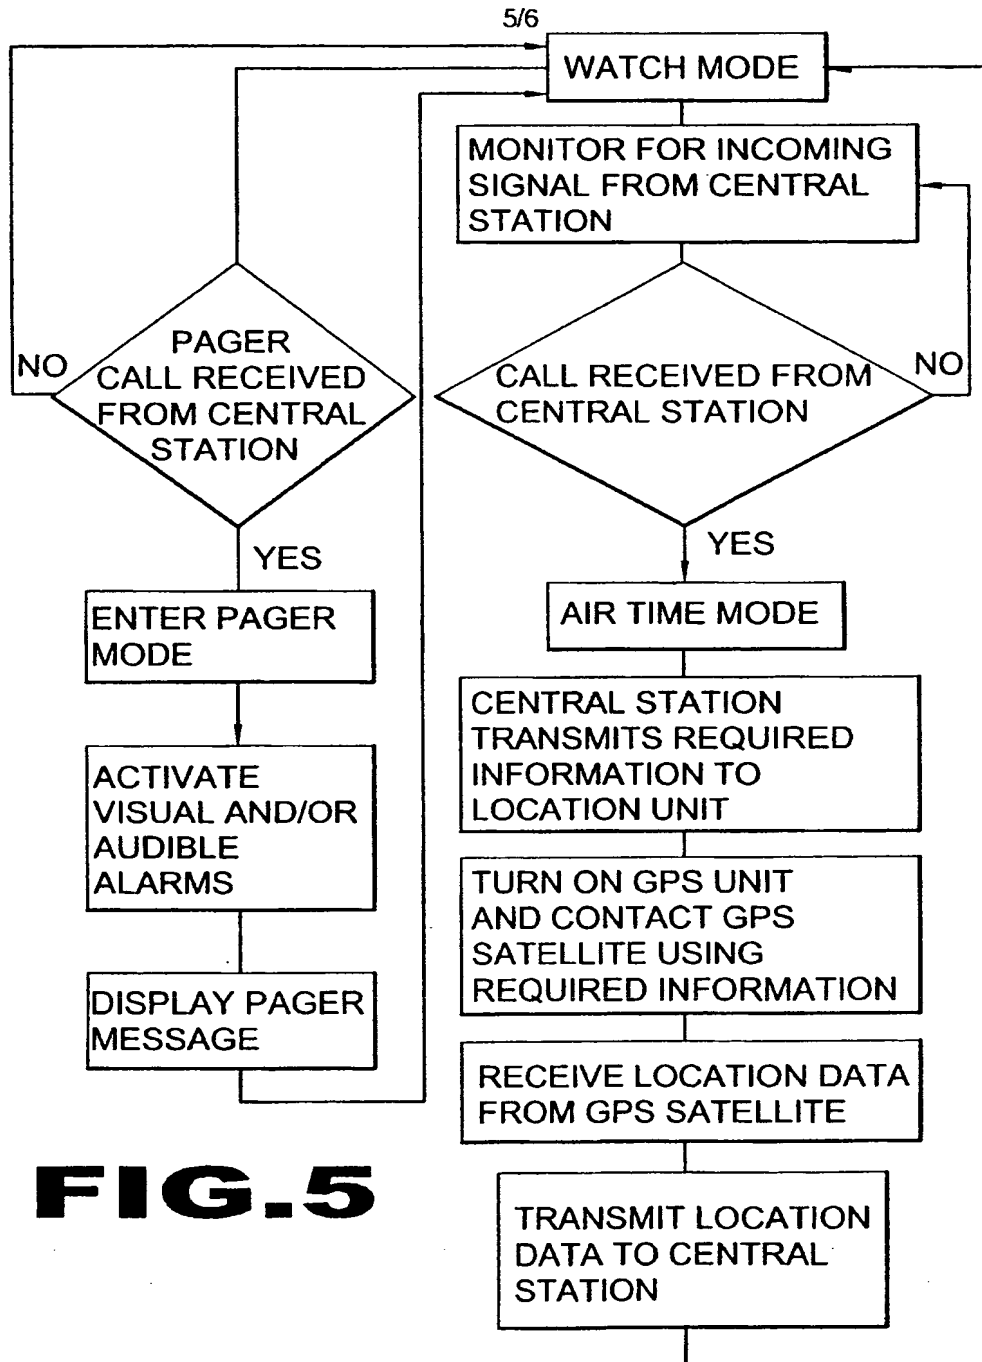 5/6
WATCH MODE
MONITOR FOR INCOMING
SIGNAL FROM CENTRAL
STATION
PAGER
CALL RECEIVED
FROM CENTRAL
STATION
NO
CALL RECEIVED FROM
CENTRAL STATION
NO
YES
YES
ENTER PAGER
MODE
ACTIVATE
VISUAL AND/OR
AUDIBLE
ALARMS
DISPLAY PAGER
MESSAGE
AIR TIME MODE
CENTRAL STATION
TRANSMITS REQUIRED
INFORMATION TO
LOCATION UNIT
TURN ON GPS UNIT
AND CONTACT GPS
SATELLITE USING
REQUIRED INFORMATION
RECEIVE LOCATION DATA
FROM GPS SATELLITE
TRANSMIT LOCATION
DATA TO CENTRAL
STATION
FIG.5